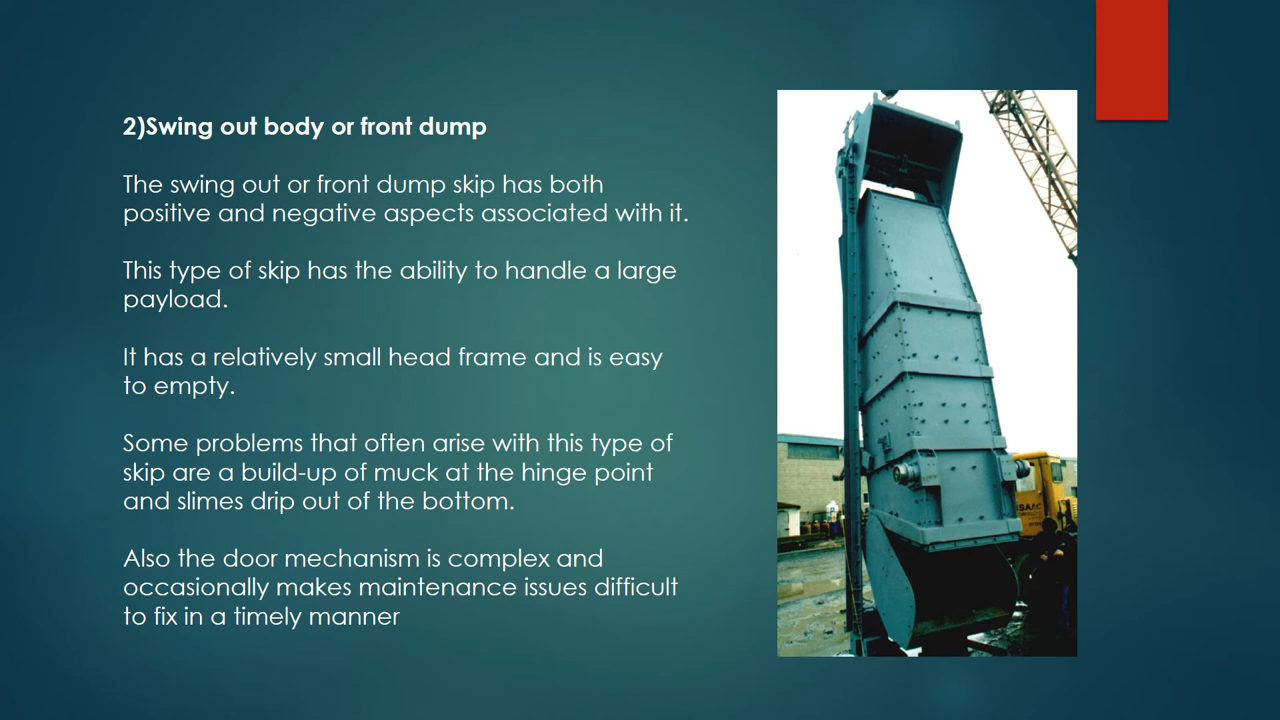 2)Swing out body or front dump
The swing out or front dump skip has both
positive and negative aspects associated with it.
This type of skip has the ability to handle a large
payload.
It has a relatively small head frame and is easy
to empty.
Some problems that often arise with this type of
skip are a build-up of muck at the hinge point
and slimes drip out of the bottom.
Also the door mechanism is complex and
occasionally makes maintenance issues difficult
to fix in a timely manner